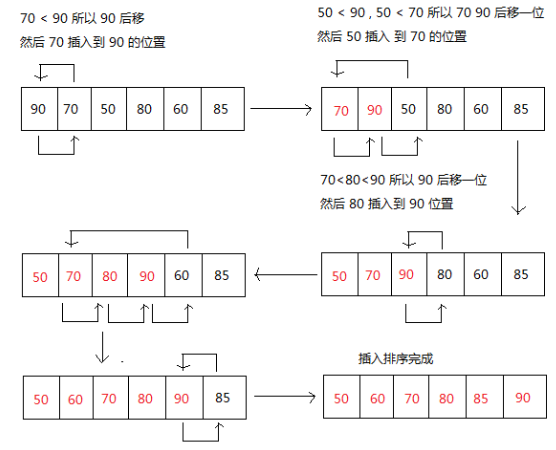 70 < 90 所以 90 后移
然后 70 插入到 90 的位置
90 70 50 80 60 85
50 < 90 , 50 < 70 所以 70 90 后移一位
然后 50 插入 到 70 的位置
70 90 50 80 60 85
70<80<90 所以 90 后移一位
然后 80 插入到 90 位置
50 70 90 80 60 85
50 70 80 90 60 85
50 60 70 80 90 85
插入排序完成
50 60 70 80 85 90